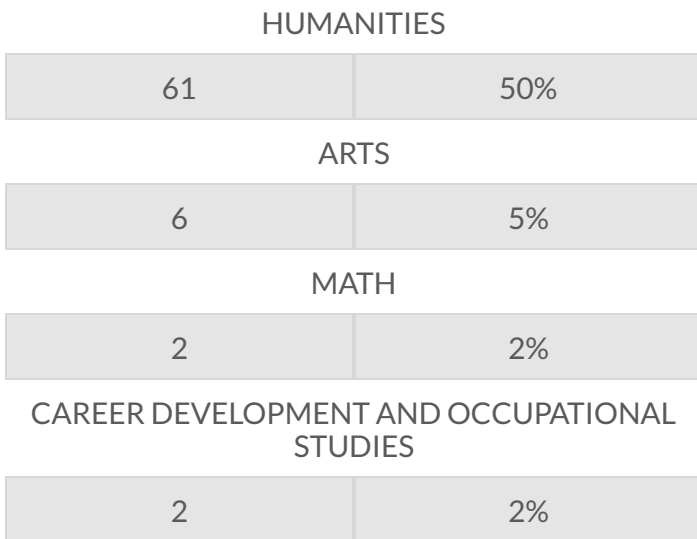 HUMANITIES
61 50%
ARTS
6 5%
MATH
2 2%
CAREER DEVELOPMENT AND OCCUPATIONAL
STUDIES
2 2%